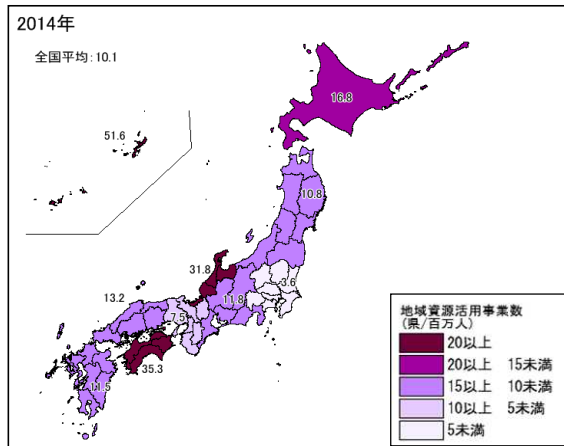 2014年
全国平均：10.1
16.8
51.6
10.8
31.8
3.6
13.2
11.8
7.5
35.3
11.5
地域資源活用事業数
(県/百万人)
20以上
20以上 15未満
15以上 10未満
10以上 5未満
5未満